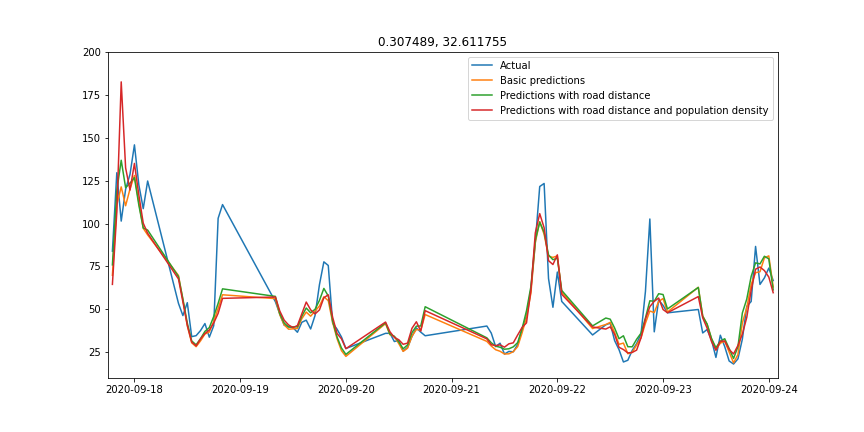 0.307489, 32.611755
200
175
150
125
100
75
50
25
Actual
Basic predictions
Predictions with road distance
Predictions with road distance and population density
2020-09-18 2020-09-19 2020-09-20 2020-09-21 2020-09-22 2020-09-23 2020-09-24